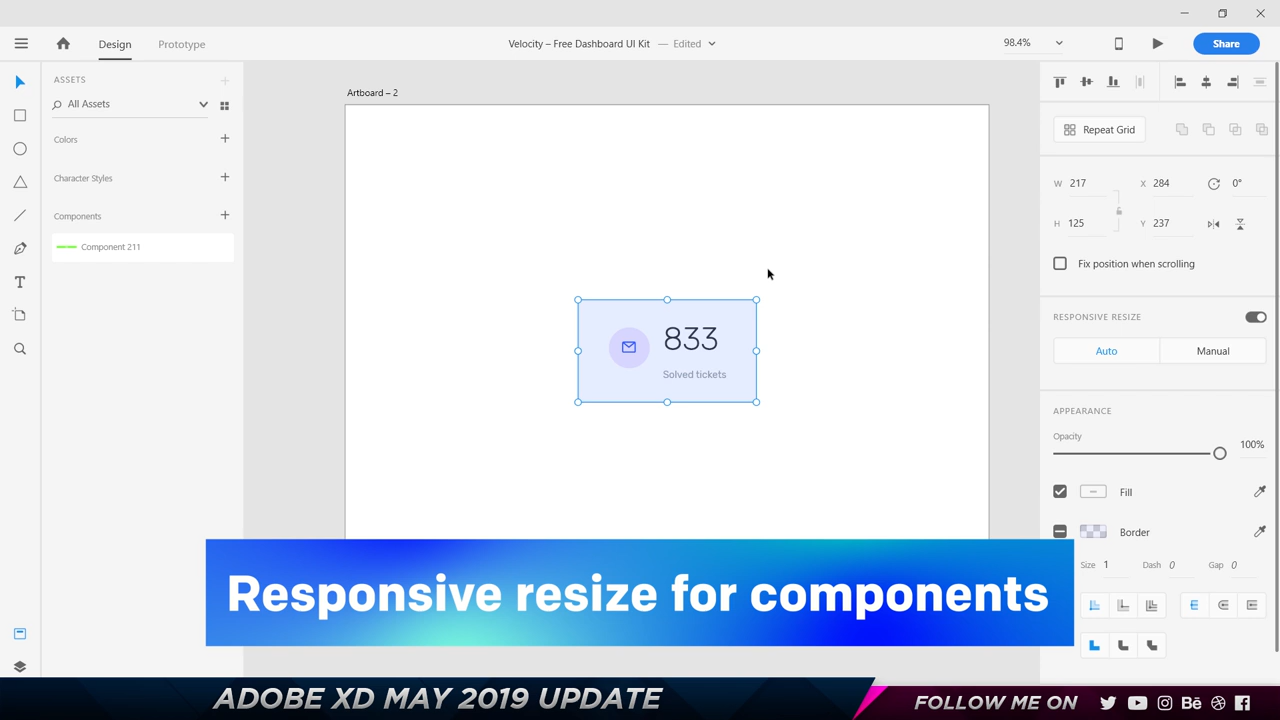 Design
Prototype
Velocity – Free Dashboard UI Kit — Edited
98.4%
Share
ASSETS
All Assets
Colors
Character Styles
Components
Component 211
Artboard – 2
833
Solved tickets
Repeat Grid
W 217 X 284 0°
H 125 Y 237
Fix position when scrolling
RESPONSIVE RESIZE
Auto Manual
APPEARANCE
Opacity
100%
Fill
Border
Size 1 Dash 0 Gap 0
Responsive resize for components
ADOBE XD MAY 2019 UPDATE
FOLLOW ME ON